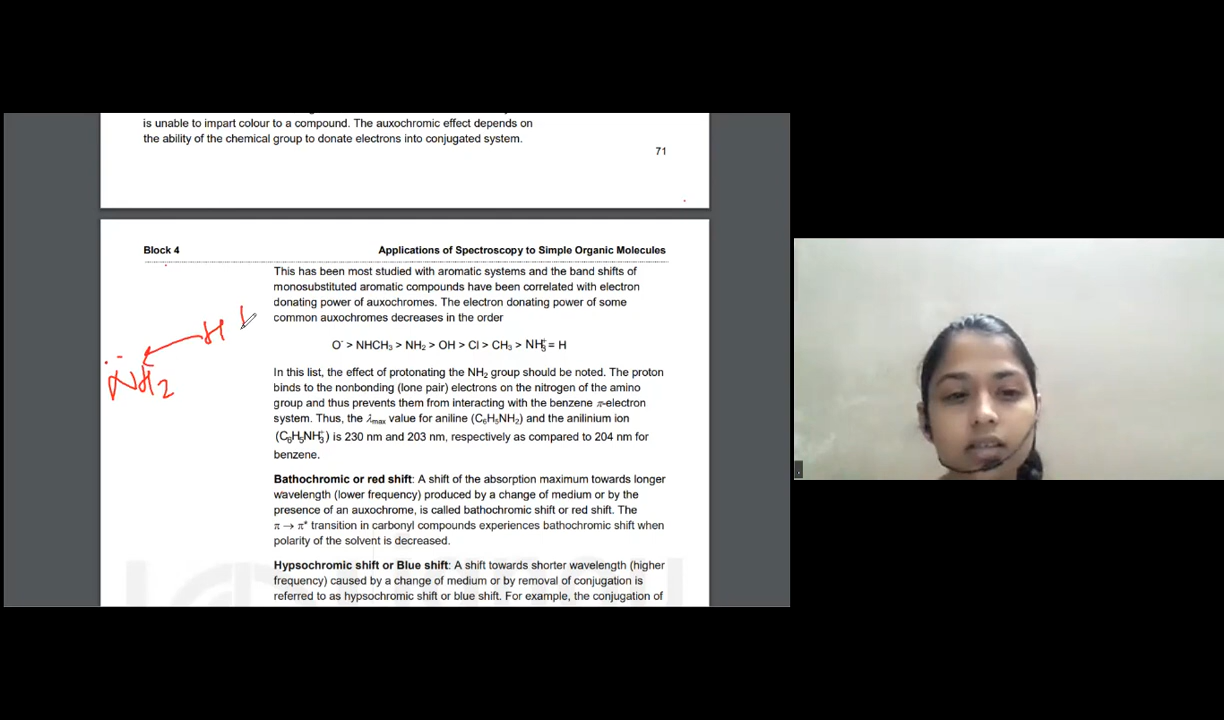 is unable to impart colour to a compound. The auxochromic effect depends on
the ability of the chemical group to donate electrons into conjugated system.
71
Block 4
Applications of Spectroscopy to Simple Organic Molecules
This has been most studied with aromatic systems and the band shifts of
monosubstituted aromatic compounds have been correlated with electron
donating power of auxochromes. The electron donating power of some
common auxochromes decreases in the order
O⁻ > NHCH₃ > NH₂ > OH > Cl > CH₃ > NH₃⁺ = H
H
N̈H₂
In this list, the effect of protonating the NH₂ group should be noted. The proton
binds to the nonbonding (lone pair) electrons on the nitrogen of the amino
group and thus prevents them from interacting with the benzene π-electron
system. Thus, the λmax value for aniline (C₆H₅NH₂) and the anilinium ion
(C₆H₅NH₃⁺) is 230 nm and 203 nm, respectively as compared to 204 nm for
benzene.
Bathochromic or red shift: A shift of the absorption maximum towards longer
wavelength (lower frequency) produced by a change of medium or by the
presence of an auxochrome, is called bathochromic shift or red shift. The
π → π* transition in carbonyl compounds experiences bathochromic shift when
polarity of the solvent is decreased.
Hypsochromic shift or Blue shift: A shift towards shorter wavelength (higher
frequency) caused by a change of medium or by removal of conjugation is
referred to as hypsochromic shift or blue shift. For example, the conjugation of